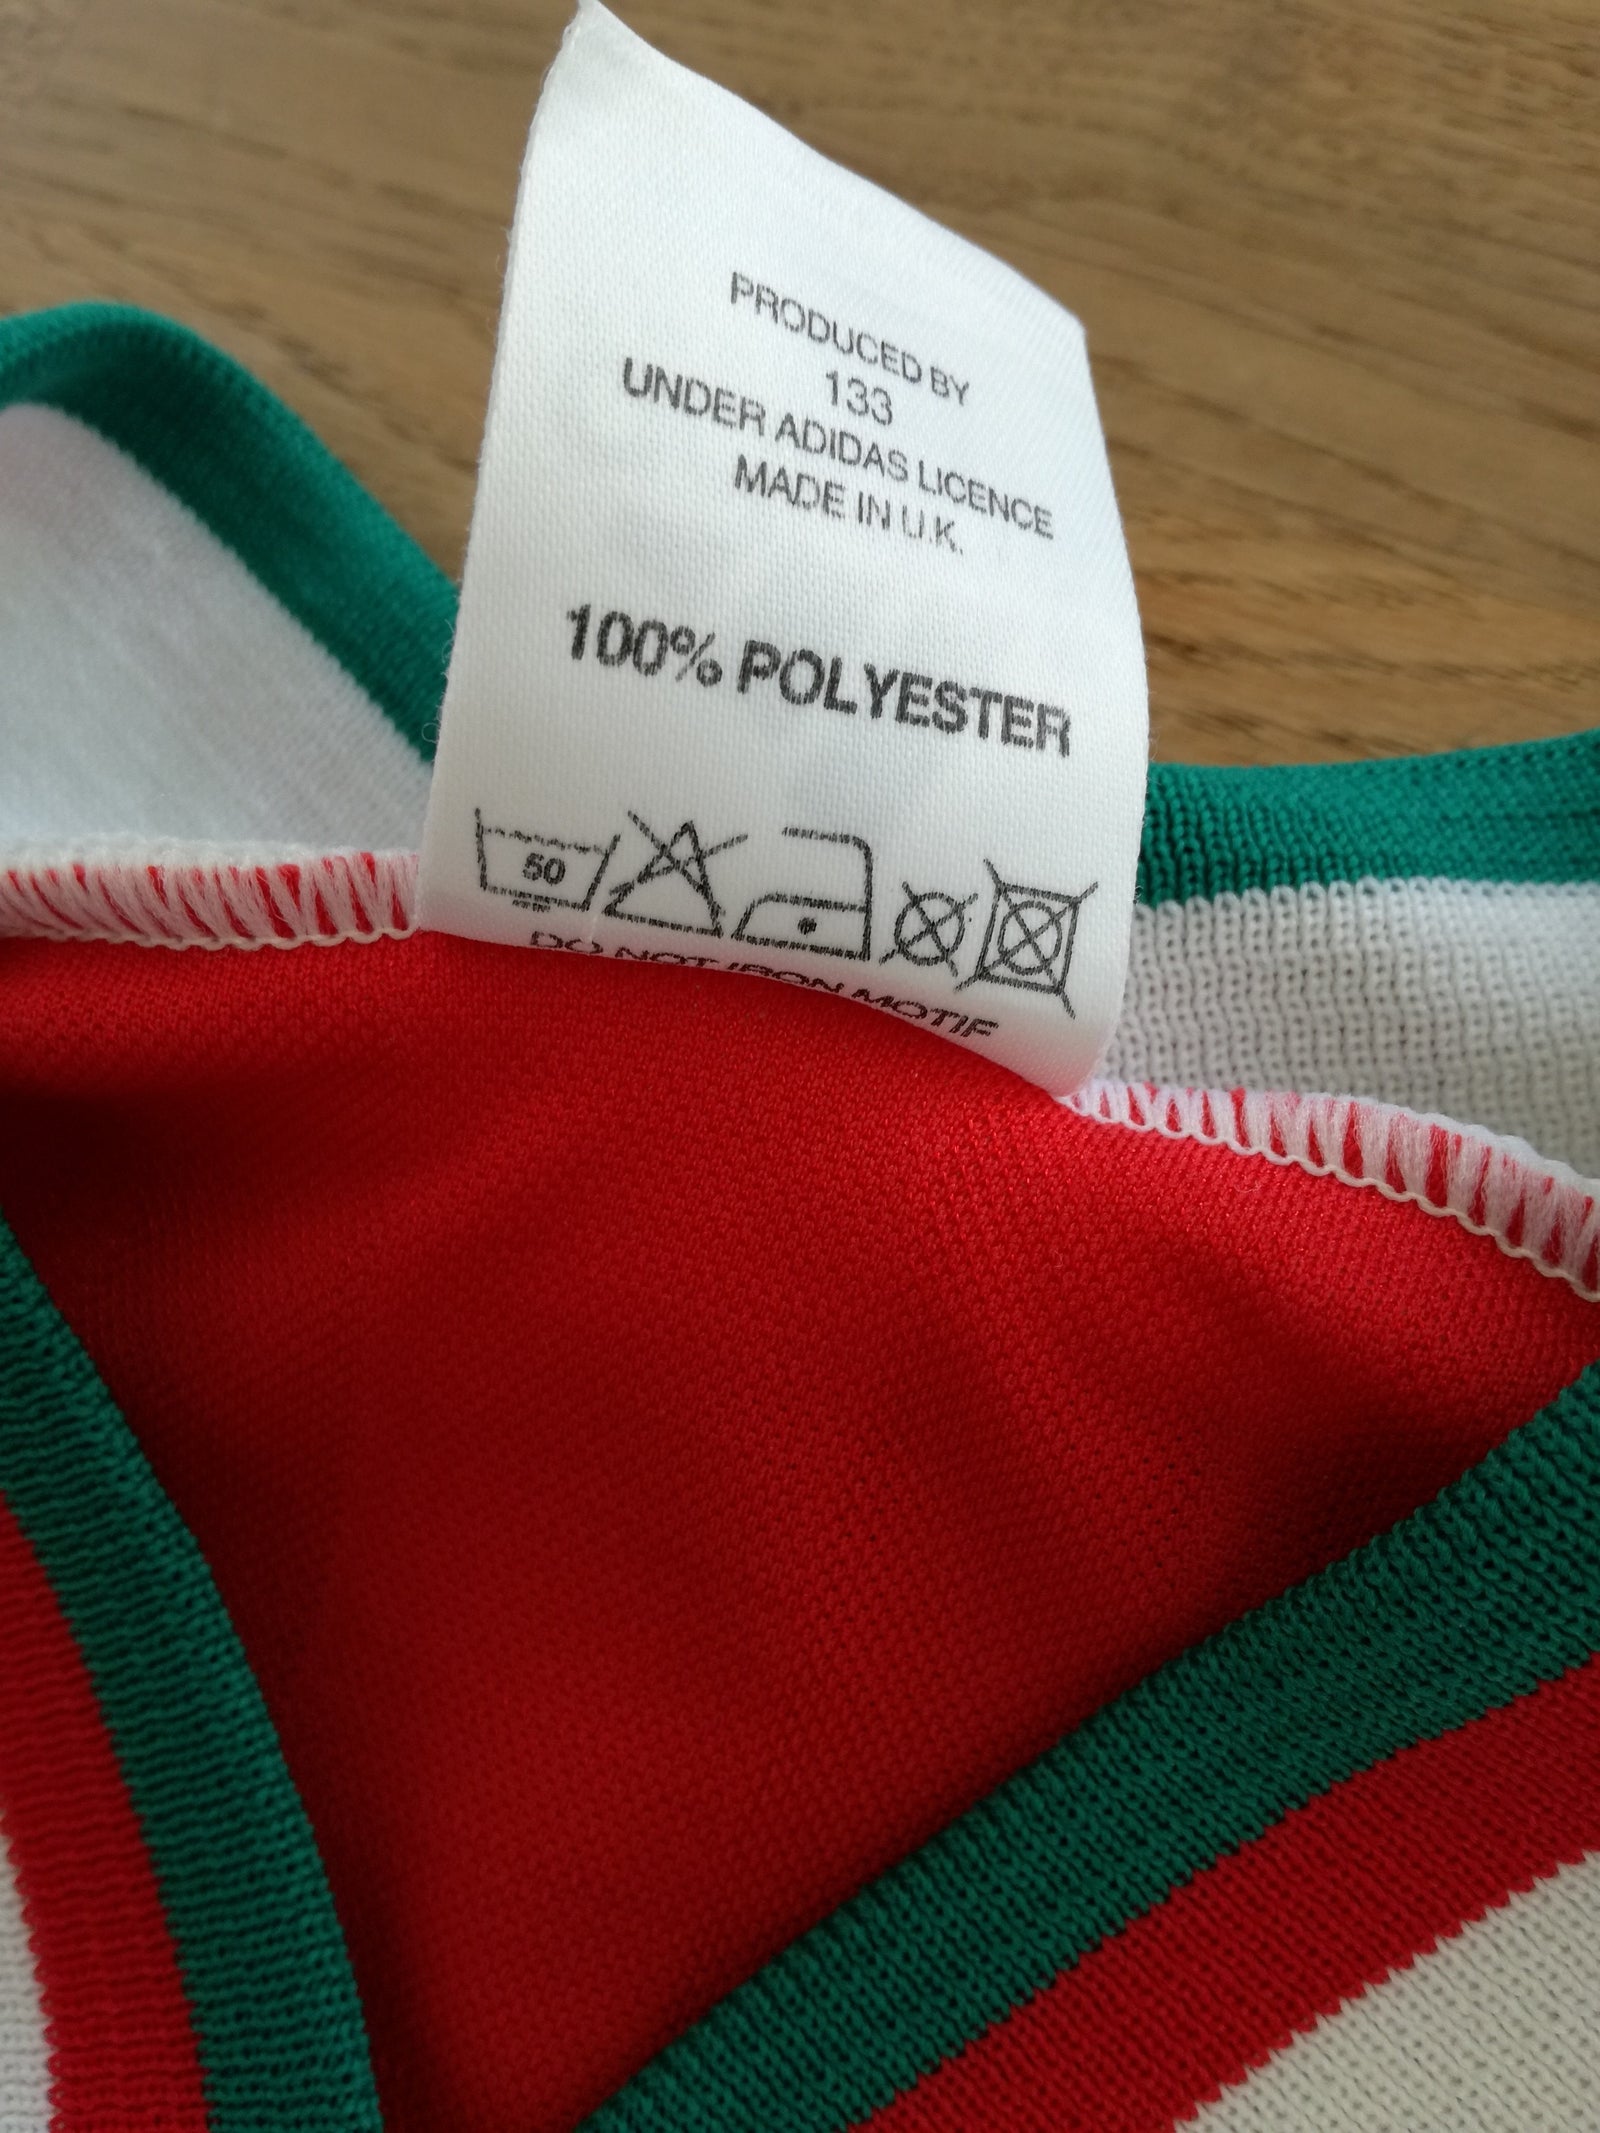 PRODUCED BY
133
UNDER ADIDAS LICENCE
MADE IN U.K.
100% POLYESTER
50
DO NOT IRON MOTIF